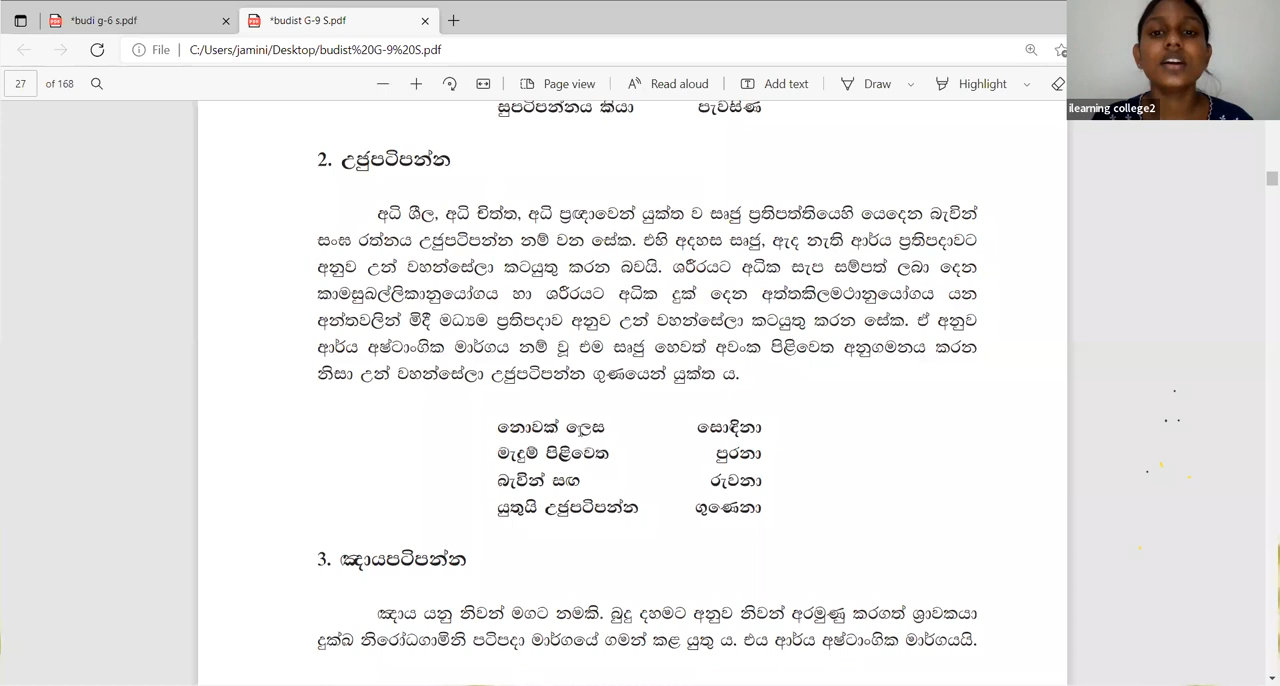 *budi g-6 s.pdf
*budist G-9 S.pdf
File
C:/Users/jamini/Desktop/budist%20G-9%20S.pdf
27 of 168
Page view
Read aloud
Add text
Draw
Highlight
ilearning college2
සුපටිපන්නය කියා පැවසිණ
2. උජුපටිපන්න
අධි ශීල, අධි චිත්ත, අධි ප්‍රඥාවෙන් යුක්ත ව සෘජු ප්‍රතිපත්තියෙහි යෙදෙන බැවින්
සංඝ රත්නය උජුපටිපන්න නම් වන සේක. එහි අදහස සෘජු, ඇද නැති ආර්ය ප්‍රතිපදාවට
අනුව උන් වහන්සේලා කටයුතු කරන බවයි. ශරීරයට අධික සැප සම්පත් ලබා දෙන
කාමසුඛල්ලිකානුයෝගය හා ශරීරයට අධික දුක් දෙන අත්තකිලමථානුයෝගය යන
අන්තවලින් මිදී මධ්‍යම ප්‍රතිපදාව අනුව උන් වහන්සේලා කටයුතු කරන සේක. ඒ අනුව
ආර්ය අෂ්ටාංගික මාර්ගය නම් වූ එම සෘජු හෙවත් අවංක පිළිවෙත අනුගමනය කරන
නිසා උන් වහන්සේලා උජුපටිපන්න ගුණයෙන් යුක්ත ය.
නොවක් ලෙස සොඳිනා
මැදුම් පිළිවෙත පුරනා
බැවින් සඟ රුවනා
යුතුයි උජුපටිපන්න ගුණෙනා
3. ඤායපටිපන්න
ඤාය යනු නිවන් මගට නමකි. බුදු දහමට අනුව නිවන් අරමුණු කරගත් ශ්‍රාවකයා
දුක්ඛ නිරෝධගාමිනි පටිපදා මාර්ගයේ ගමන් කළ යුතු ය. එය ආර්ය අෂ්ටාංගික මාර්ගයයි.